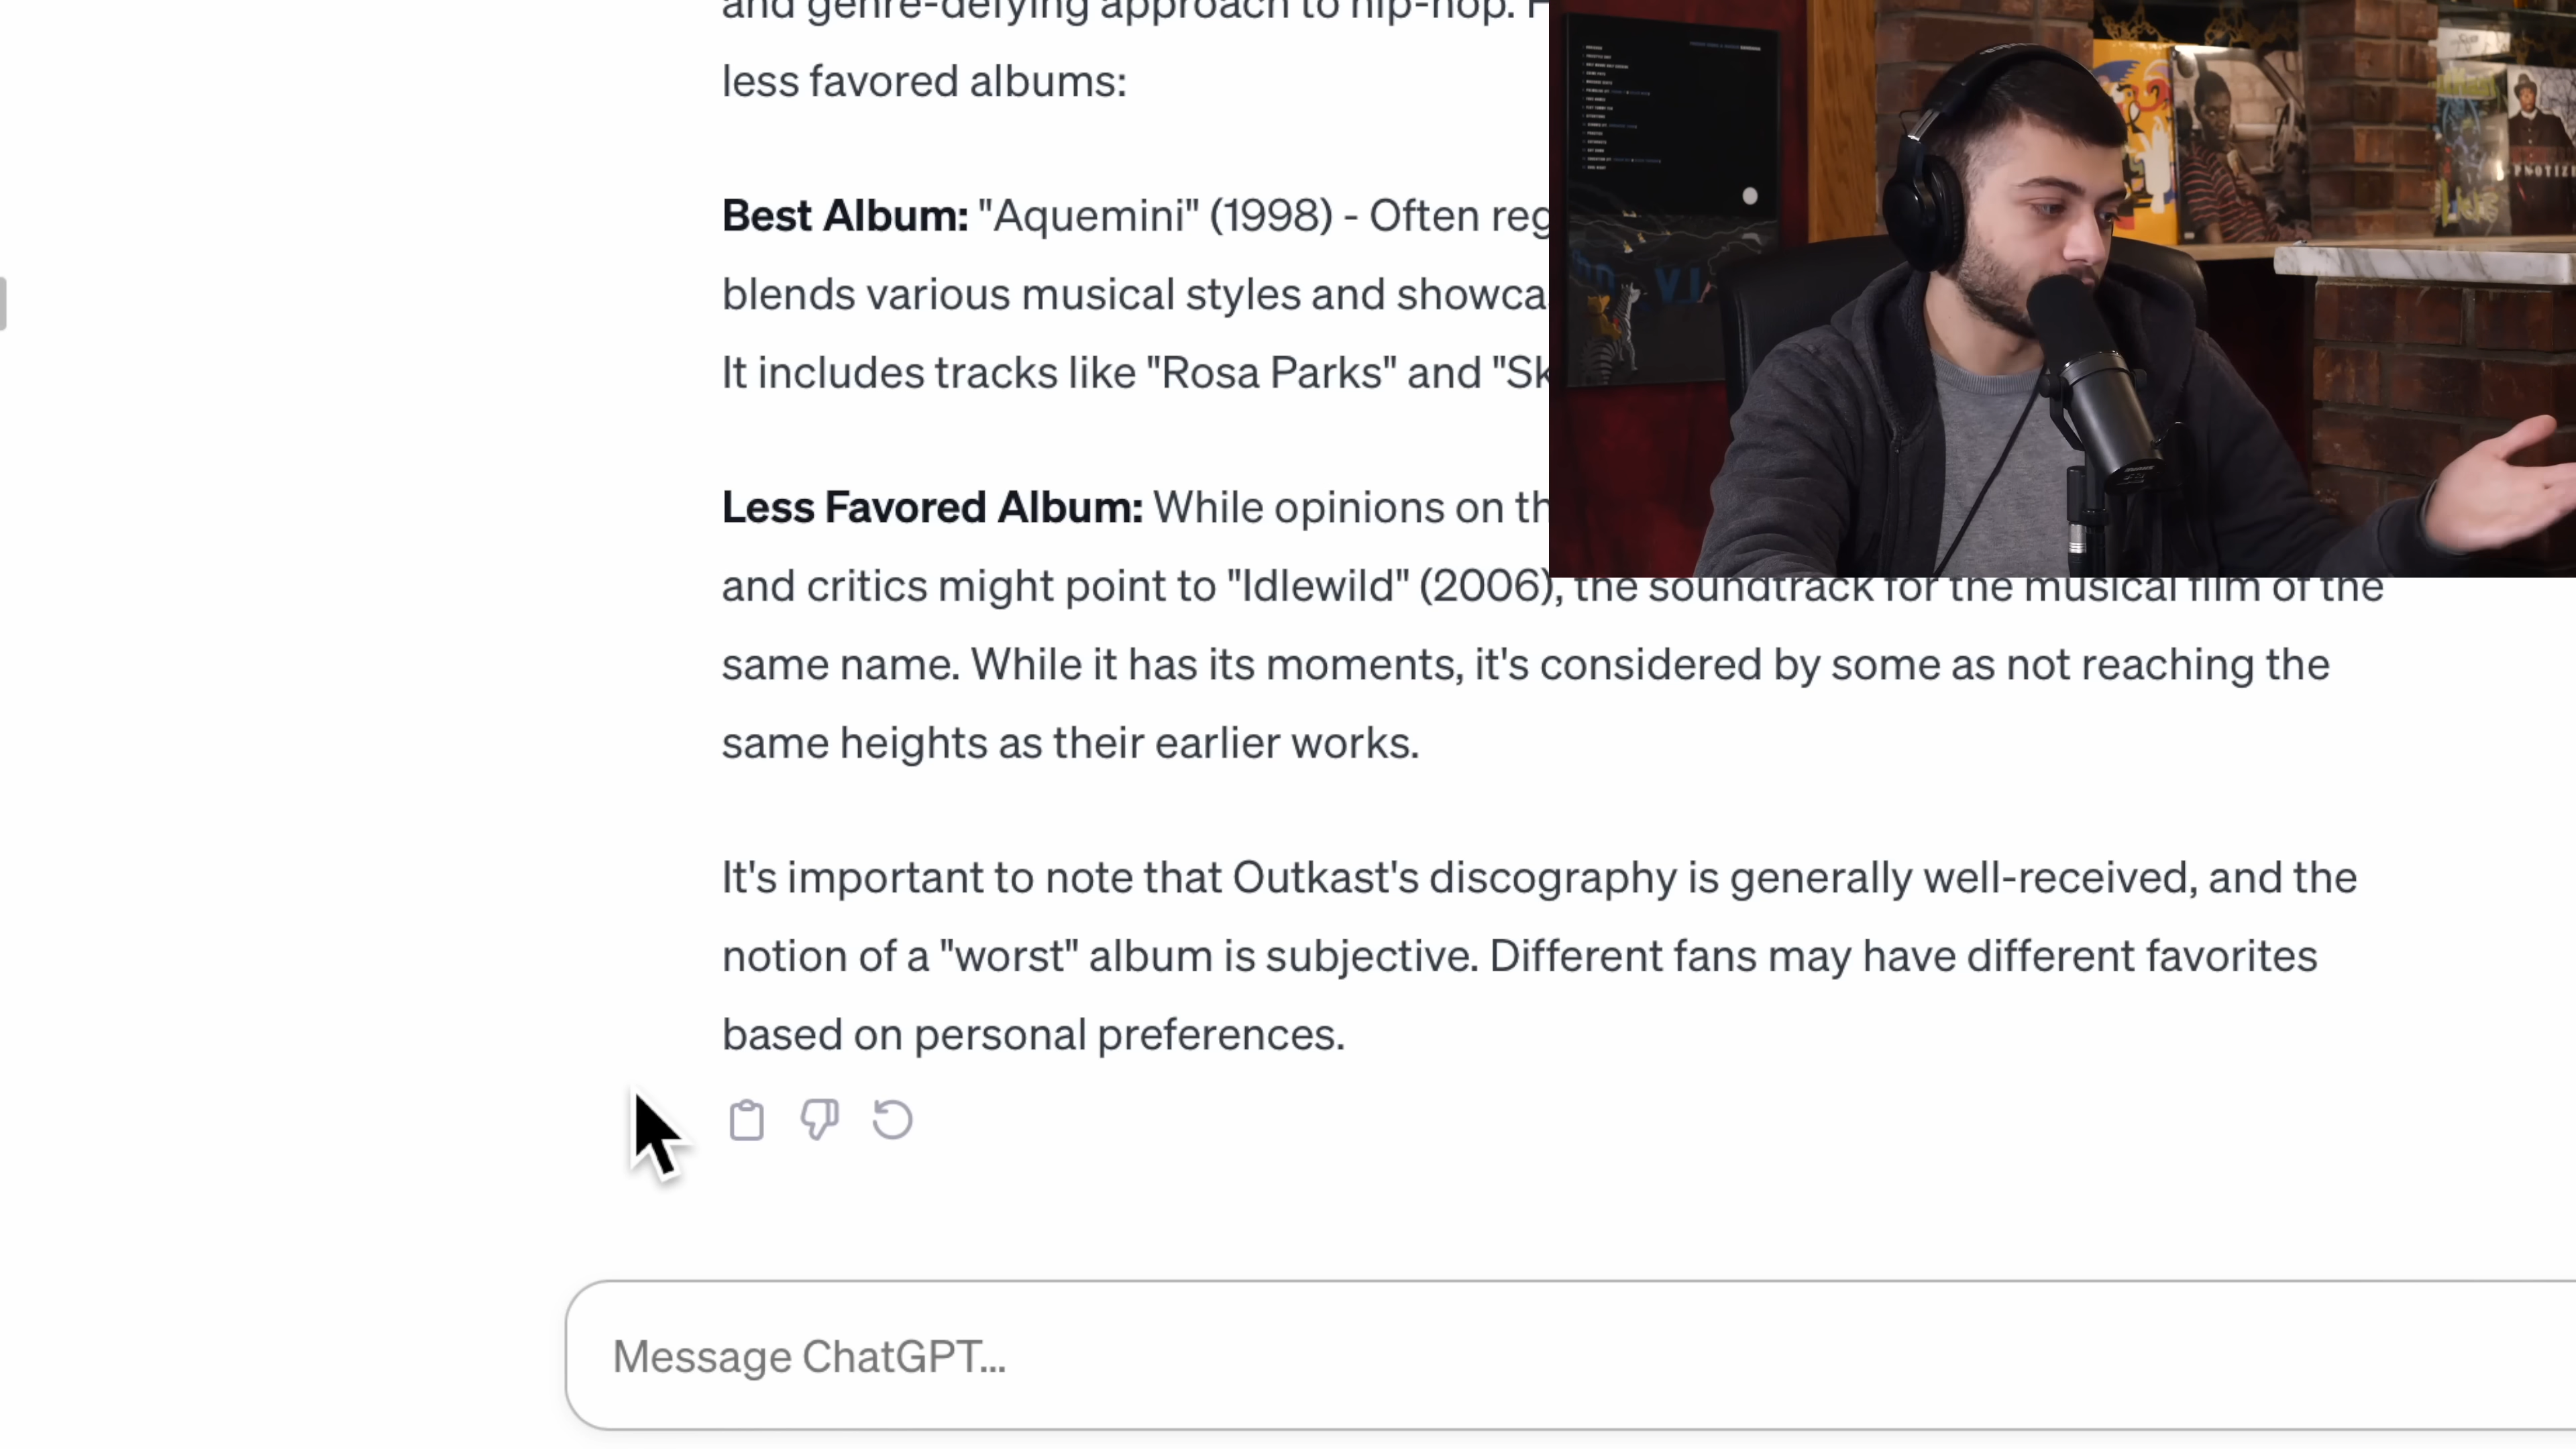 and genre-defying approach to hip-hop.
less favored albums:
Best Album: "Aquemini" (1998) - Often reg
blends various musical styles and showca
It includes tracks like "Rosa Parks" and "Sk
Less Favored Album: While opinions on th
and critics might point to "Idlewild" (2006), the soundtrack for the musical film of the
same name. While it has its moments, it's considered by some as not reaching the
same heights as their earlier works.
It's important to note that Outkast's discography is generally well-received, and the
notion of a "worst" album is subjective. Different fans may have different favorites
based on personal preferences.
Message ChatGPT...